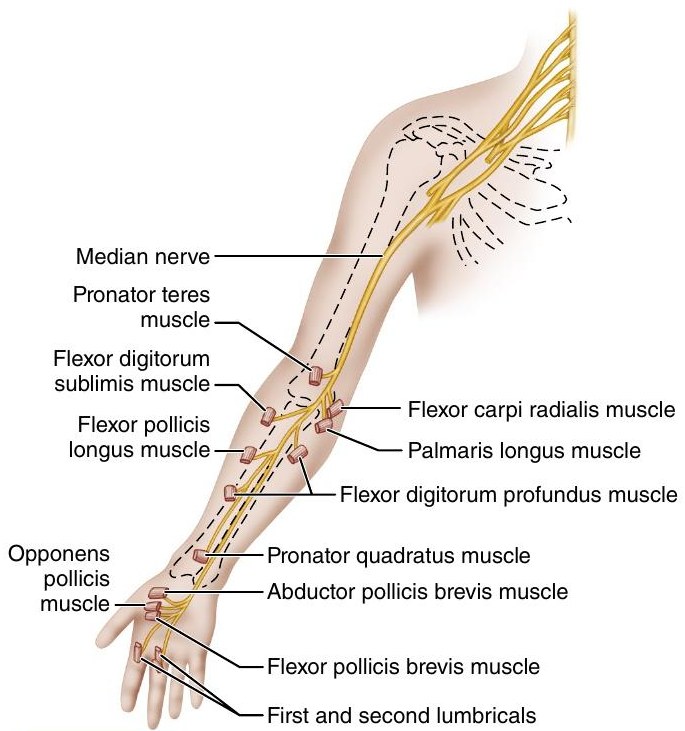 Median nerve
Pronator teres
muscle
Flexor digitorum
sublimis muscle
Flexor carpi radialis muscle
Flexor pollicis
longus muscle
Palmaris longus muscle
Flexor digitorum profundus muscle
Opponens
pollicis
muscle
Pronator quadratus muscle
Abductor pollicis brevis muscle
Flexor pollicis brevis muscle
First and second lumbricals